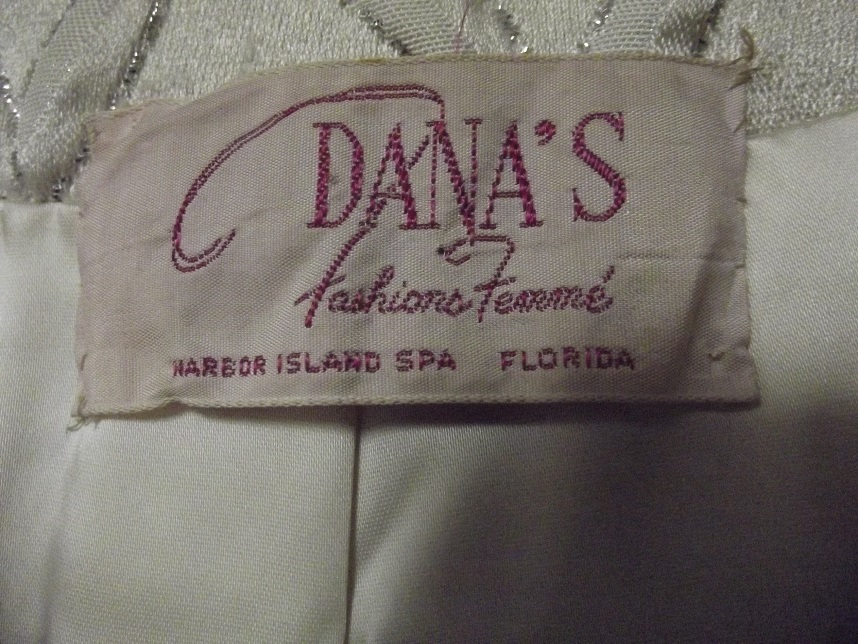 DANA'S
Fashions Femmé
HARBOR ISLAND SPA FLORIDA